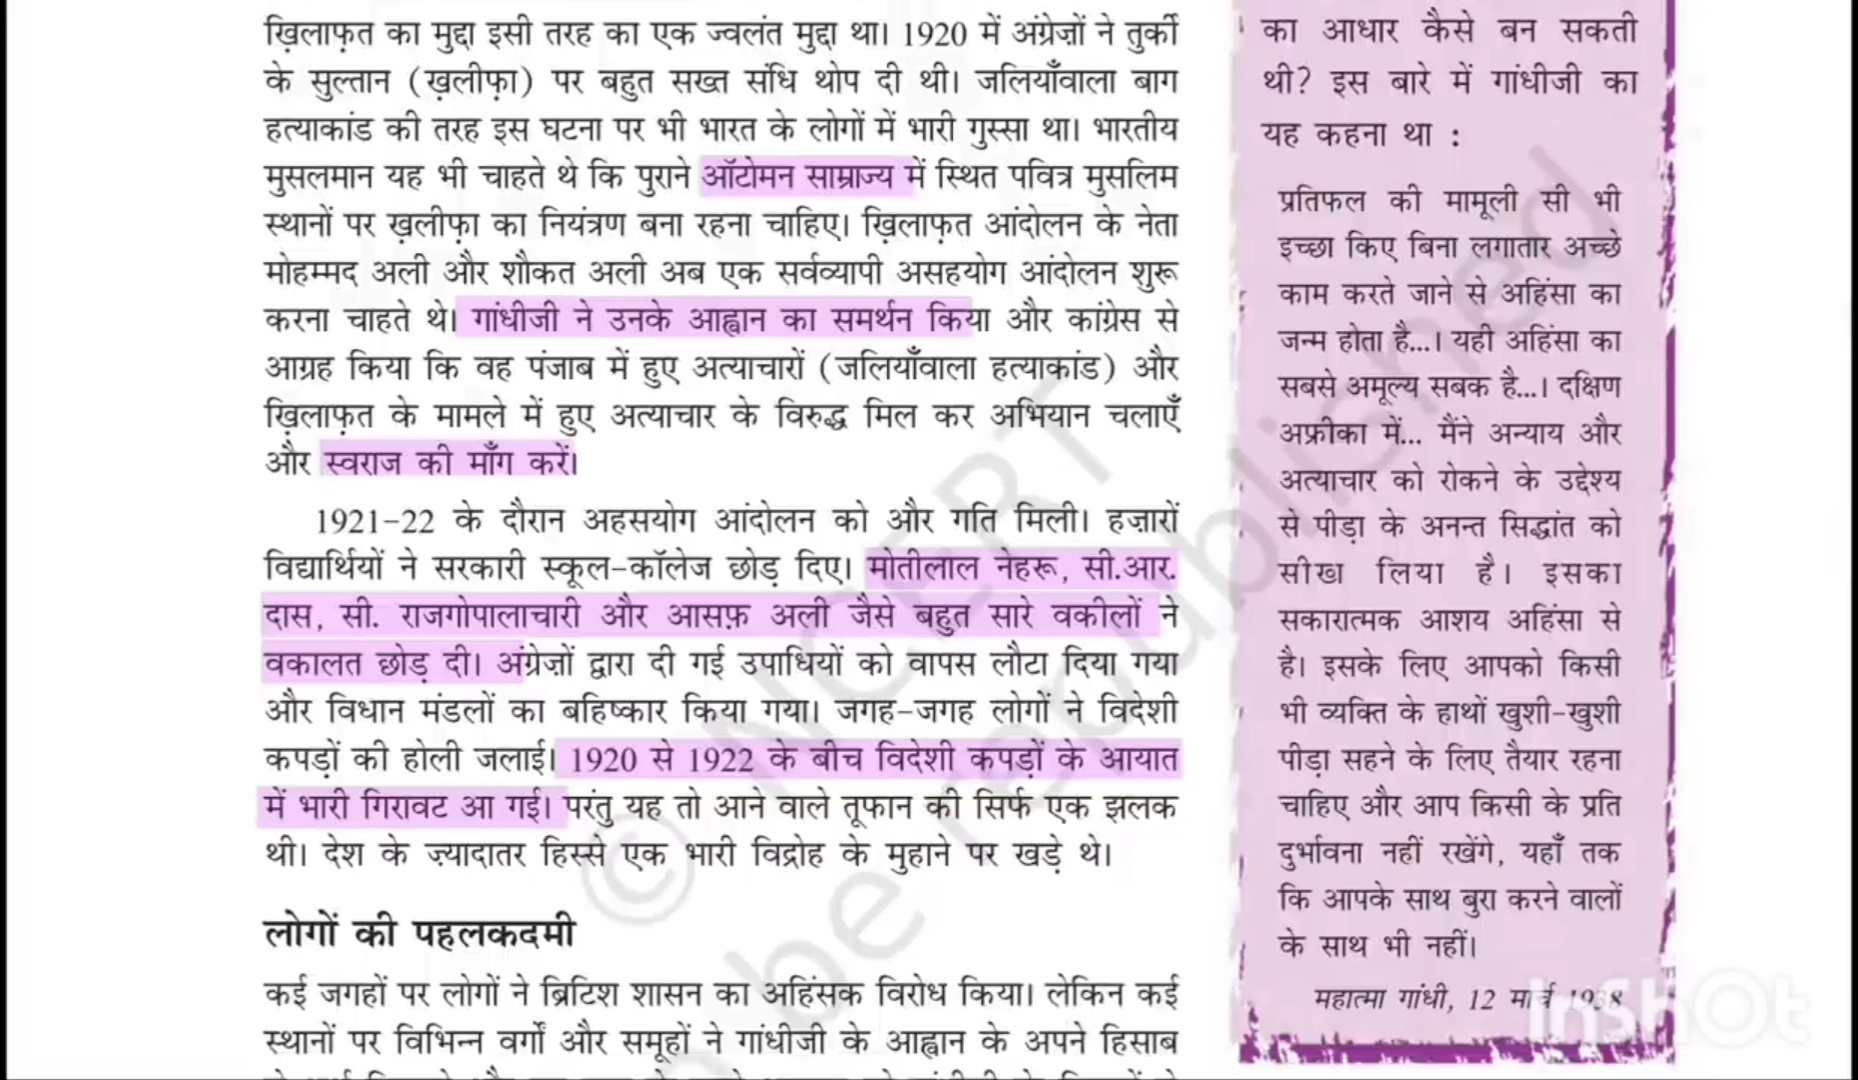 ख़िलाफ़त का मुद्दा इसी तरह का एक ज्वलंत मुद्दा था। 1920 में अंग्रेज़ों ने तुर्की
के सुल्तान (ख़लीफ़ा) पर बहुत सख्त संधि थोप दी थी। जलियाँवाला बाग
हत्याकांड की तरह इस घटना पर भी भारत के लोगों में भारी गुस्सा था। भारतीय
मुसलमान यह भी चाहते थे कि पुराने ऑटोमन साम्राज्य में स्थित पवित्र मुसलिम
स्थानों पर ख़लीफ़ा का नियंत्रण बना रहना चाहिए। ख़िलाफ़त आंदोलन के नेता
मोहम्मद अली और शौकत अली अब एक सर्वव्यापी असहयोग आंदोलन शुरू
करना चाहते थे। गांधीजी ने उनके आह्वान का समर्थन किया और कांग्रेस से
आग्रह किया कि वह पंजाब में हुए अत्याचारों (जलियाँवाला हत्याकांड) और
ख़िलाफ़त के मामले में हुए अत्याचार के विरुद्ध मिल कर अभियान चलाएँ
और स्वराज की माँग करें।
1921-22 के दौरान अहसयोग आंदोलन को और गति मिली। हज़ारों
विद्यार्थियों ने सरकारी स्कूल-कॉलेज छोड़ दिए। मोतीलाल नेहरू, सी.आर.
दास, सी. राजगोपालाचारी और आसफ़ अली जैसे बहुत सारे वकीलों ने
वकालत छोड़ दी। अंग्रेज़ों द्वारा दी गई उपाधियों को वापस लौटा दिया गया
और विधान मंडलों का बहिष्कार किया गया। जगह-जगह लोगों ने विदेशी
कपड़ों की होली जलाई। 1920 से 1922 के बीच विदेशी कपड़ों के आयात
में भारी गिरावट आ गई। परंतु यह तो आने वाले तूफान की सिर्फ एक झलक
थी। देश के ज़्यादातर हिस्से एक भारी विद्रोह के मुहाने पर खड़े थे।
लोगों की पहलकदमी
कई जगहों पर लोगों ने ब्रिटिश शासन का अहिंसक विरोध किया। लेकिन कई
स्थानों पर विभिन्न वर्गों और समूहों ने गांधीजी के आह्वान के अपने हिसाब
का आधार कैसे बन सकती
थी? इस बारे में गांधीजी का
यह कहना था :
प्रतिफल की मामूली सी भी
इच्छा किए बिना लगातार अच्छे
काम करते जाने से अहिंसा का
जन्म होता है...। यही अहिंसा का
सबसे अमूल्य सबक है...। दक्षिण
अफ्रीका में... मैंने अन्याय और
अत्याचार को रोकने के उद्देश्य
से पीड़ा के अनन्त सिद्धांत को
सीख लिया है। इसका
सकारात्मक आशय अहिंसा से
है। इसके लिए आपको किसी
भी व्यक्ति के हाथों खुशी-खुशी
पीड़ा सहने के लिए तैयार रहना
चाहिए और आप किसी के प्रति
दुर्भावना नहीं रखेंगे, यहाँ तक
कि आपके साथ बुरा करने वालों
के साथ भी नहीं।
महात्मा गांधी, 12 मार्च 1938
© NCERT
be republished
InShOt